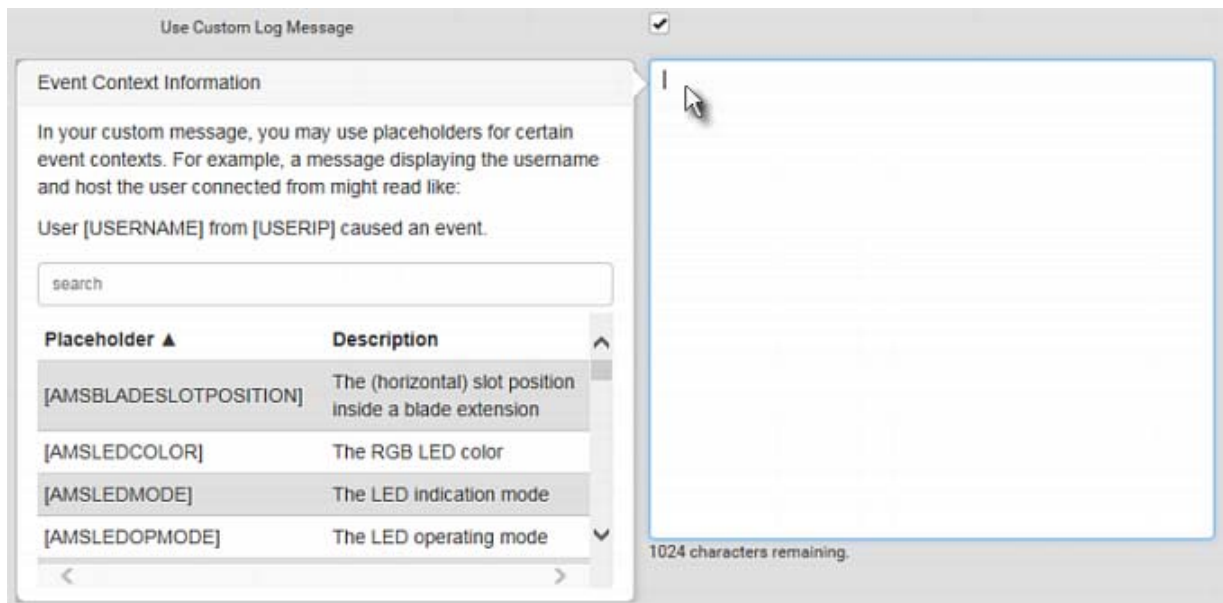 Use Custom Log Message
Event Context Information
In your custom message, you may use placeholders for certain
event contexts. For example, a message displaying the username
and host the user connected from might read like:
User [USERNAME] from [USERIP] caused an event.
search
Placeholder ▲ Description
[AMSBLADESLOTPOSITION] The (horizontal) slot position
inside a blade extension
[AMSLEDCOLOR] The RGB LED color
[AMSLEDMODE] The LED indication mode
[AMSLEDOPMODE] The LED operating mode
1024 characters remaining.